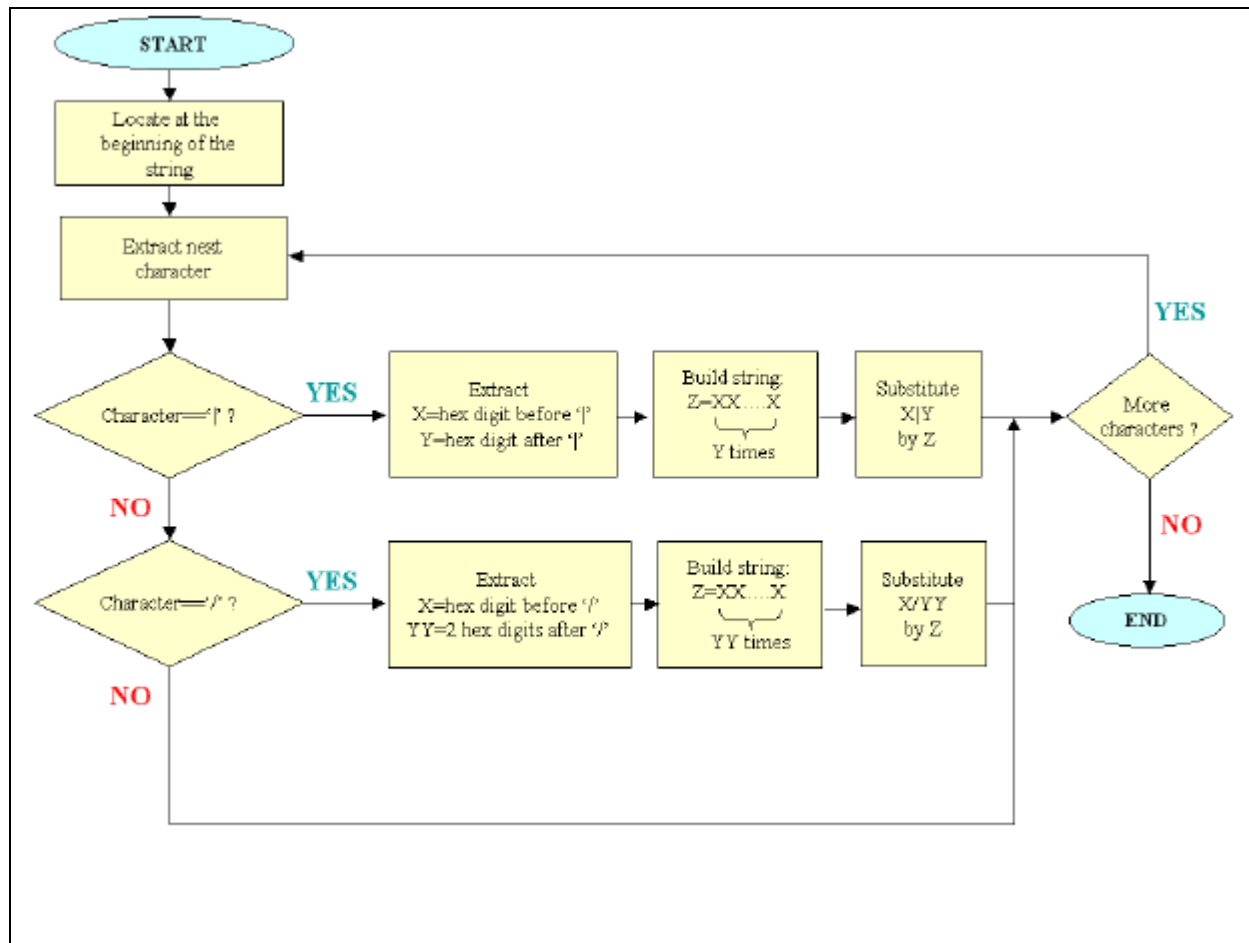 START
Locate at the
beginning of the
string
Extract nest
character
Character=='|' ?
YES
Extract
X=hex digit before '|'
Y=hex digit after '|'
Build string:
Z=XX....X
Y times
Substitute
X|Y
by Z
More
characters ?
YES
NO
NO
Character=='/' ?
YES
Extract
X=hex digit before '/'
YY=2 hex digits after '/'
Build string:
Z=XX....X
YY times
Substitute
X/YY
by Z
END
NO